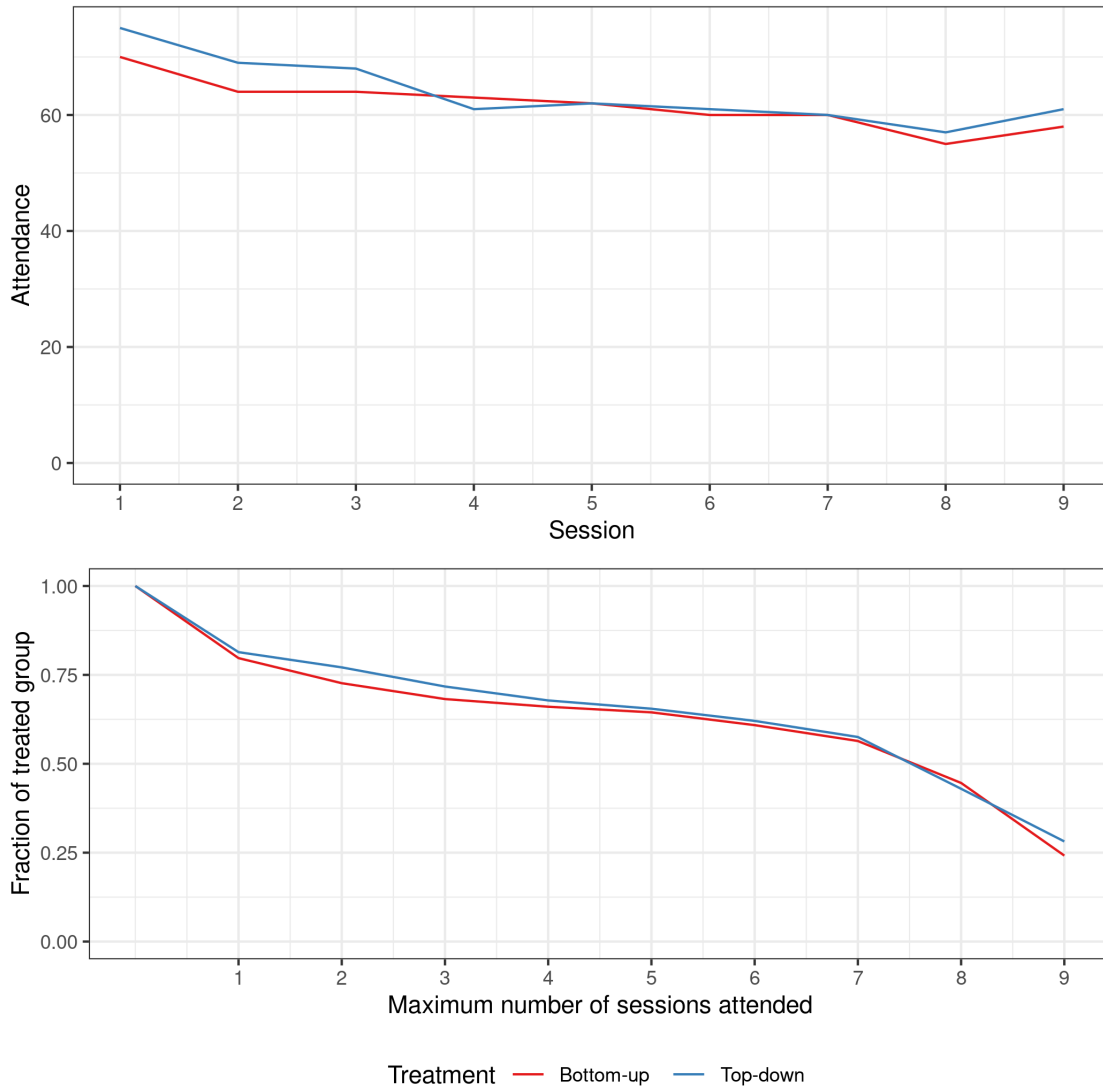 Attendance
60
40
20
0
1 2 3 4 5 6 7 8 9
Session
Fraction of treated group
1.00
0.75
0.50
0.25
0.00
1 2 3 4 5 6 7 8 9
Maximum number of sessions attended
Treatment Bottom-up Top-down